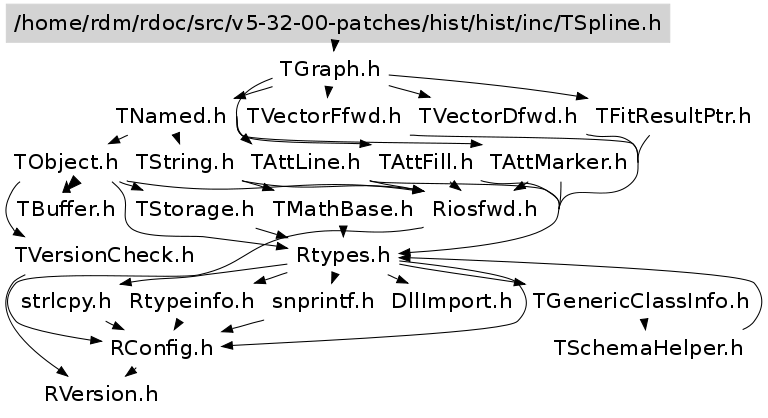 /home/rdm/rdoc/src/v5-32-00-patches/hist/hist/inc/TSpline.h
TGraph.h
TNamed.h TVectorFfwd.h TVectorDfwd.h TFitResultPtr.h
TObject.h TString.h TAttLine.h TAttFill.h TAttMarker.h
TBuffer.h TStorage.h TMathBase.h Riosfwd.h
TVersionCheck.h Rtypes.h
strlcpy.h Rtypeinfo.h snprintf.h DllImport.h TGenericClassInfo.h
RConfig.h TSchemaHelper.h
RVersion.h